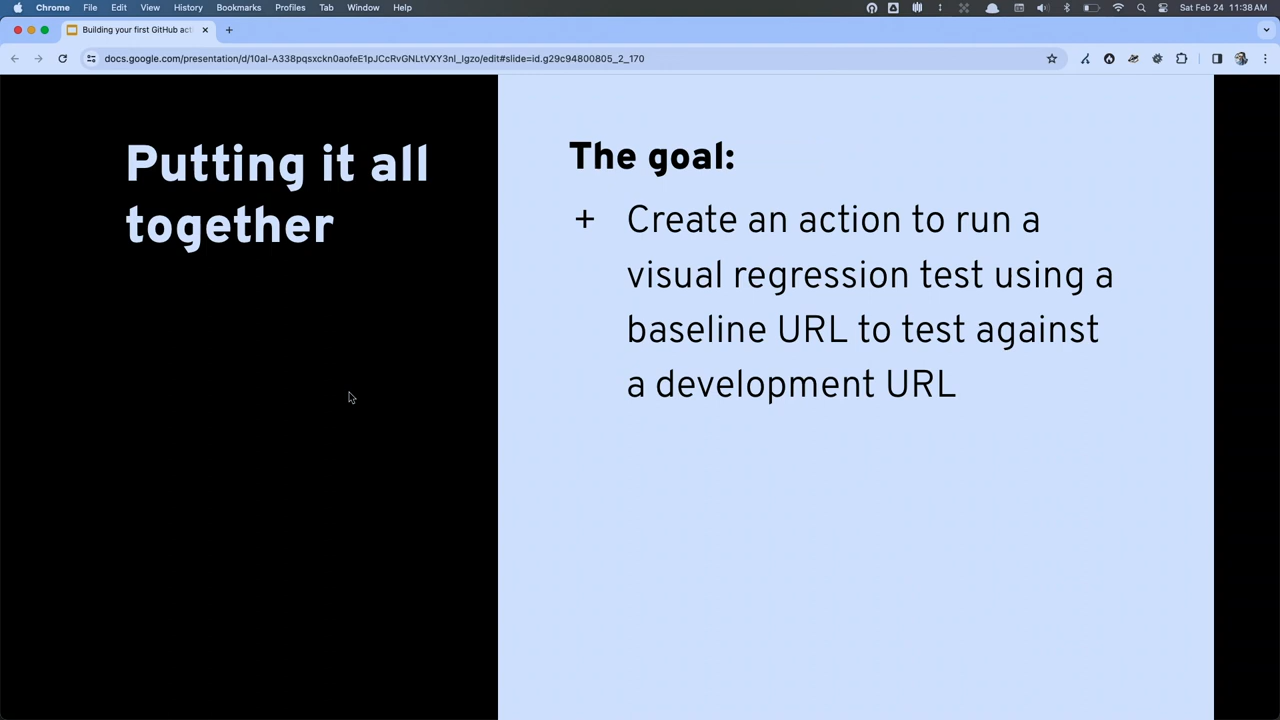 Chrome File Edit View History Bookmarks Profiles Tab Window Help Sat Feb 24 11:38 AM
Building your first GitHub acti
docs.google.com/presentation/d/10al-A338pqsxckn0aofeE1pJCcRvGNLtVXY3nl_lgzo/edit#slide=id.g29c94800805_2_170
Putting it all
together
The goal:
+ Create an action to run a
visual regression test using a
baseline URL to test against
a development URL